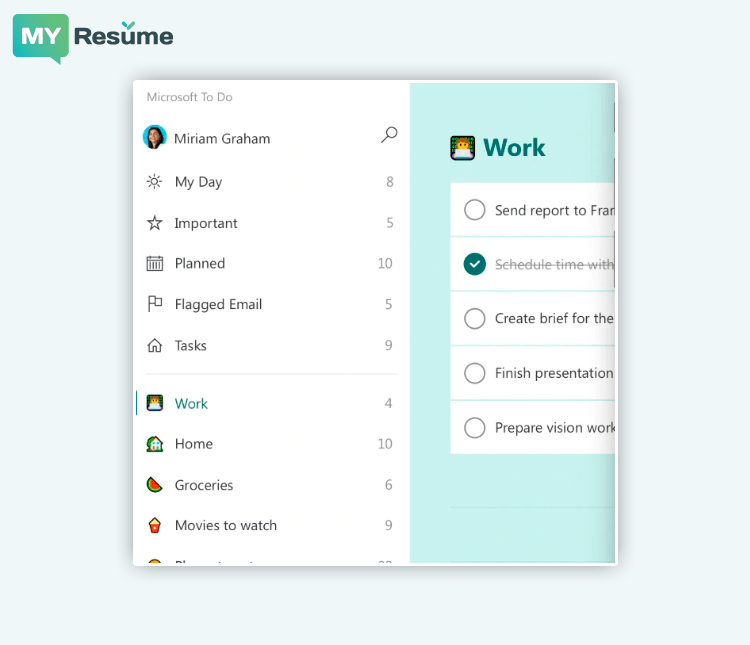 MY Resume
Microsoft To Do
Miriam Graham
My Day 8
Important 5
Planned 10
Flagged Email 5
Tasks 9
Work 4
Home 10
Groceries 6
Movies to watch 9
Work
Send report to
Schedule time with
Create brief for the
Finish presentation
Prepare vision